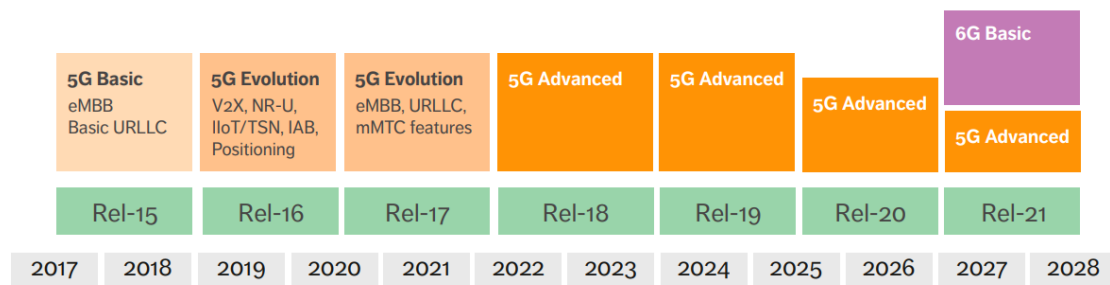 6G Basic
5G Basic
eMBB
Basic URLLC
5G Evolution
V2X, NR-U,
IIoT/TSN, IAB,
Positioning
5G Evolution
eMBB, URLLC,
mMTC features
5G Advanced
5G Advanced
5G Advanced
5G Advanced
Rel-15
Rel-16
Rel-17
Rel-18
Rel-19
Rel-20
Rel-21
2017
2018
2019
2020
2021
2022
2023
2024
2025
2026
2027
2028